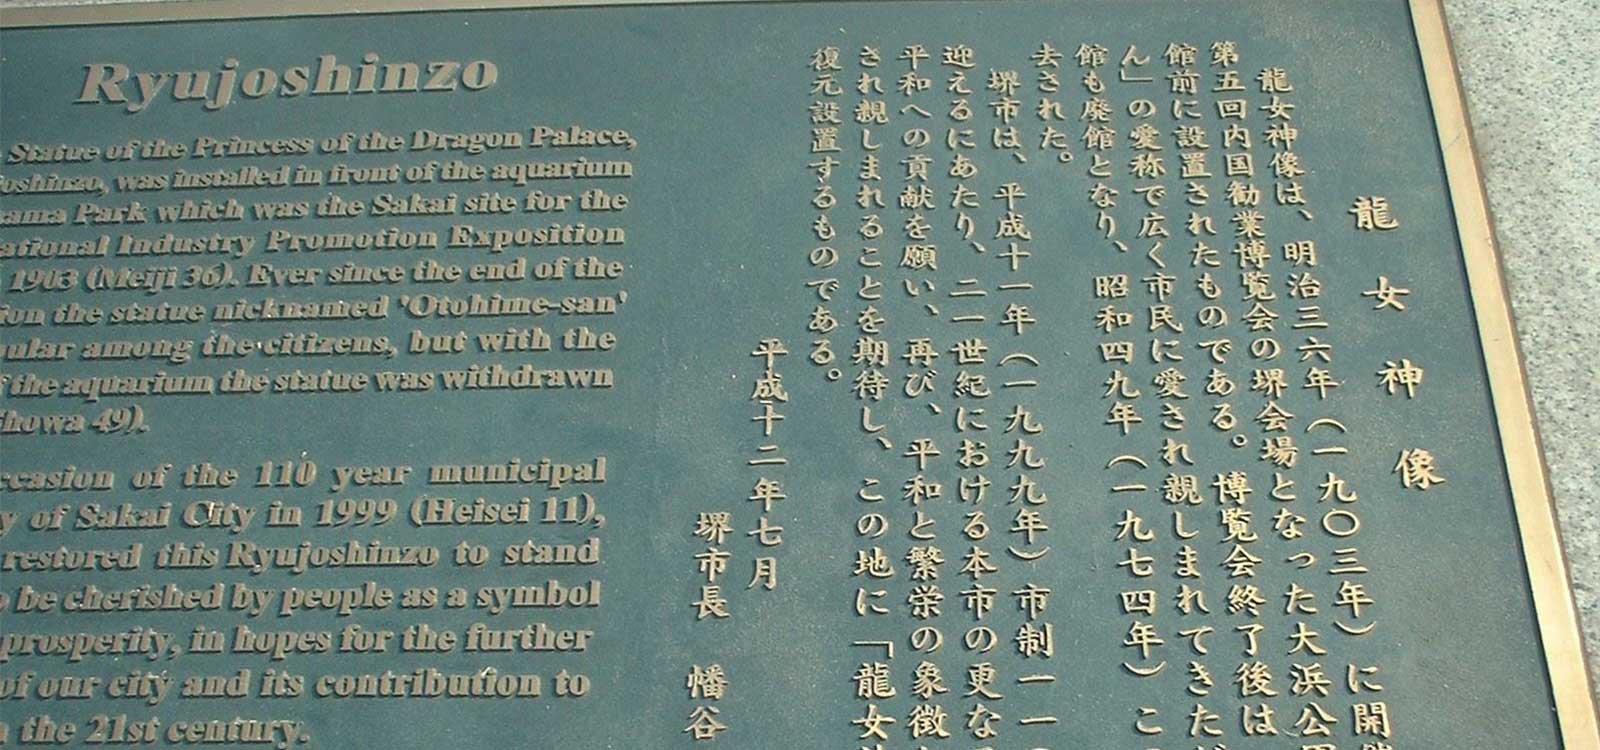 Ryujoshinzo
Statue of the Princess of the Dragon Palace,
was installed in front of the aquarium
Park which was the Sakai site for the
Industry Promotion Exposition
1903 (Meiji 36). Ever since the end of the
the statue nicknamed 'Otohime-san'
among the citizens, but with the
the aquarium the statue was withdrawn
49).
of the 110 year municipal
of Sakai City in 1999 (Heisei 11),
restored this Ryujoshinzo to stand
be cherished by people as a symbol
prosperity, in hopes for the further
of our city and its contribution to
the 21st century.
龍女神像
龍女神像は、明治三六年(一九〇三年)に開
第五回内国勧業博覧会の堺会場となった大浜公
館前に設置されたものである。博覧会終了後は
ん」の愛称で広く市民に愛され親しまれてきた
館も廃館となり、昭和四九年(一九七四年)こ
去された。
堺市は、平成十一年(一九九九年)市制一一〇
迎えるにあたり、二一世紀における本市の更な
平和への貢献を願い、再び、平和と繁栄の象徴
され親しまれることを期待し、この地に「龍女
復元設置するものである。
平成十二年七月
堺市長 幡谷